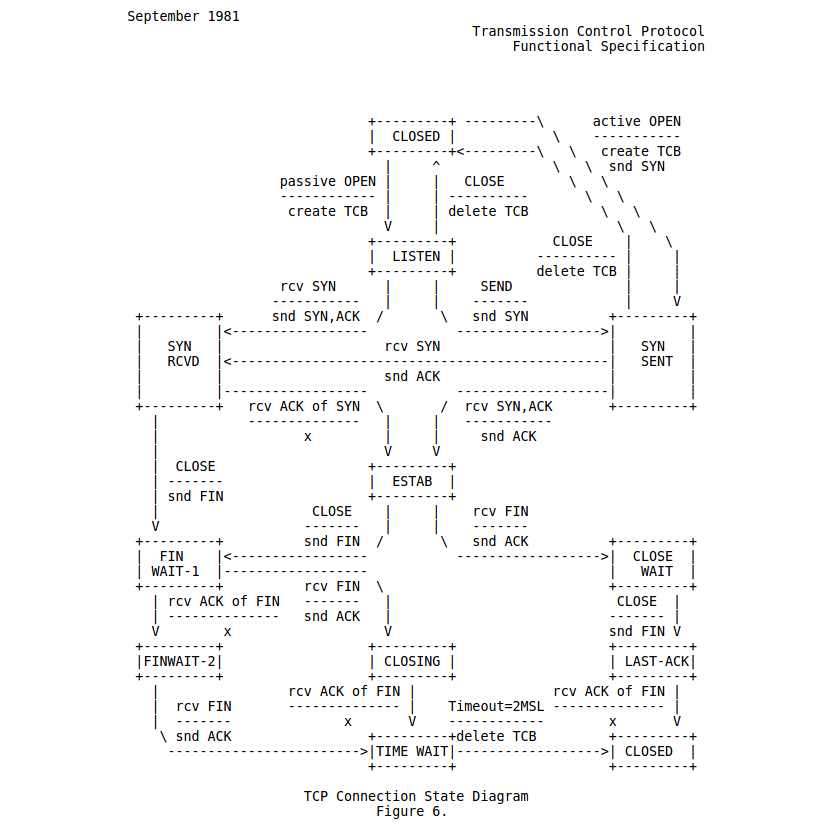 September 1981
                                           Transmission Control Protocol
                                                Functional Specification




                              +---------+ ---------\      active OPEN
                              |  CLOSED |            \    -----------
                              +---------+<---------\   \   create TCB
                                |     ^              \   \  snd SYN
                   passive OPEN |     |   CLOSE        \   \
                   ------------ |     | ----------       \   \
                    create TCB  |     | delete TCB         \   \
                                V     |                      \   \
                              +---------+            CLOSE    |    \
                              |  LISTEN |          ---------- |     |
                              +---------+          delete TCB |     |
                   rcv SYN      |     |     SEND              |     |
                  -----------   |     |    -------            |     V
 +---------+      snd SYN,ACK  /       \   snd SYN          +---------+
 |         |<-----------------           ------------------>|         |
 |   SYN   |                    rcv SYN                     |   SYN   |
 |   RCVD  |<-----------------------------------------------|   SENT  |
 |         |                    snd ACK                     |         |
 |         |------------------           -------------------|         |
 +---------+   rcv ACK of SYN  \       /  rcv SYN,ACK       +---------+
   |           --------------   |     |   -----------
   |                  x         |     |     snd ACK
   |                            V     V
   |  CLOSE                   +---------+
   | -------                  |  ESTAB  |
   | snd FIN                  +---------+
   |                   CLOSE    |     |    rcv FIN
   V                  -------   |     |    -------
 +---------+          snd FIN  /       \   snd ACK          +---------+
 |  FIN    |<-----------------           ------------------>|  CLOSE  |
 | WAIT-1  |------------------                              |   WAIT  |
 +---------+          rcv FIN  \                            +---------+
   | rcv ACK of FIN   -------   |                            CLOSE  |
   | --------------   snd ACK   |                           ------- |
   V        x                   V                           snd FIN V
 +---------+                  +---------+                   +---------+
 |FINWAIT-2|                  | CLOSING |                   | LAST-ACK|
 +---------+                  +---------+                   +---------+
   |                rcv ACK of FIN |                 rcv ACK of FIN |
   |  rcv FIN       -------------- |    Timeout=2MSL -------------- |
   |  -------              x       V    ------------        x       V
    \ snd ACK                 +---------+delete TCB         +---------+
     ------------------------>|TIME WAIT|------------------>| CLOSED  |
                              +---------+                   +---------+

                      TCP Connection State Diagram
                               Figure 6.